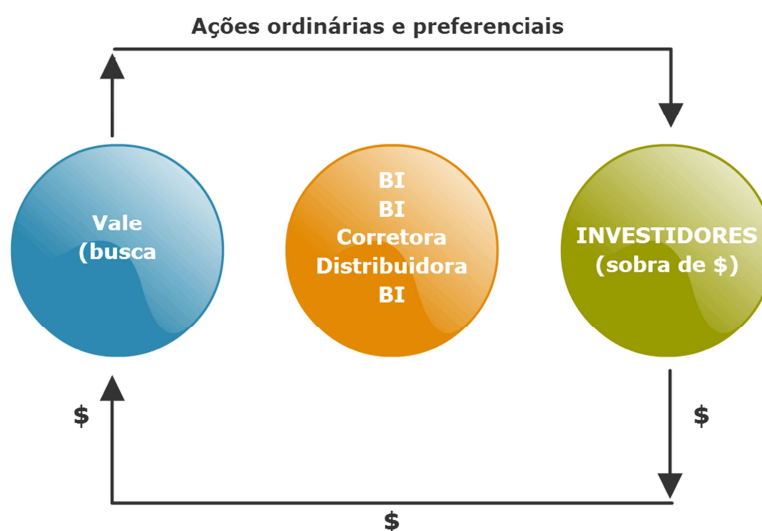 Ações ordinárias e preferenciais
Vale
(busca
BI
BI
Corretora
Distribuidora
BI
INVESTIDORES
(sobra de $)
$
$
$